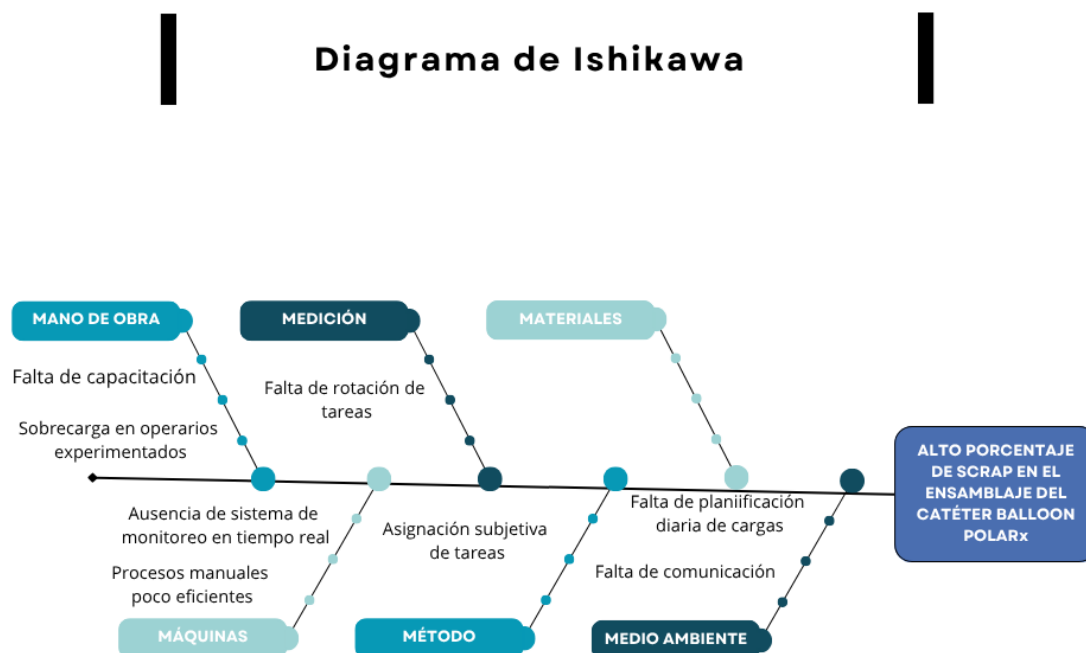 Diagrama de Ishikawa
MANO DE OBRA
MEDICIÓN
MATERIALES
Falta de capacitación
Falta de rotación de
tareas
Sobrecarga en operarios
experimentados
ALTO PORCENTAJE
DE SCRAP EN EL
ENSAMBLAJE DEL
CATÉTER BALLOON
POLARx
Ausencia de sistema de
monitoreo en tiempo real
Asignación subjetiva
de tareas
Falta de planiificación
diaria de cargas
Procesos manuales
poco eficientes
Falta de comunicación
MÁQUINAS
MÉTODO
MEDIO AMBIENTE